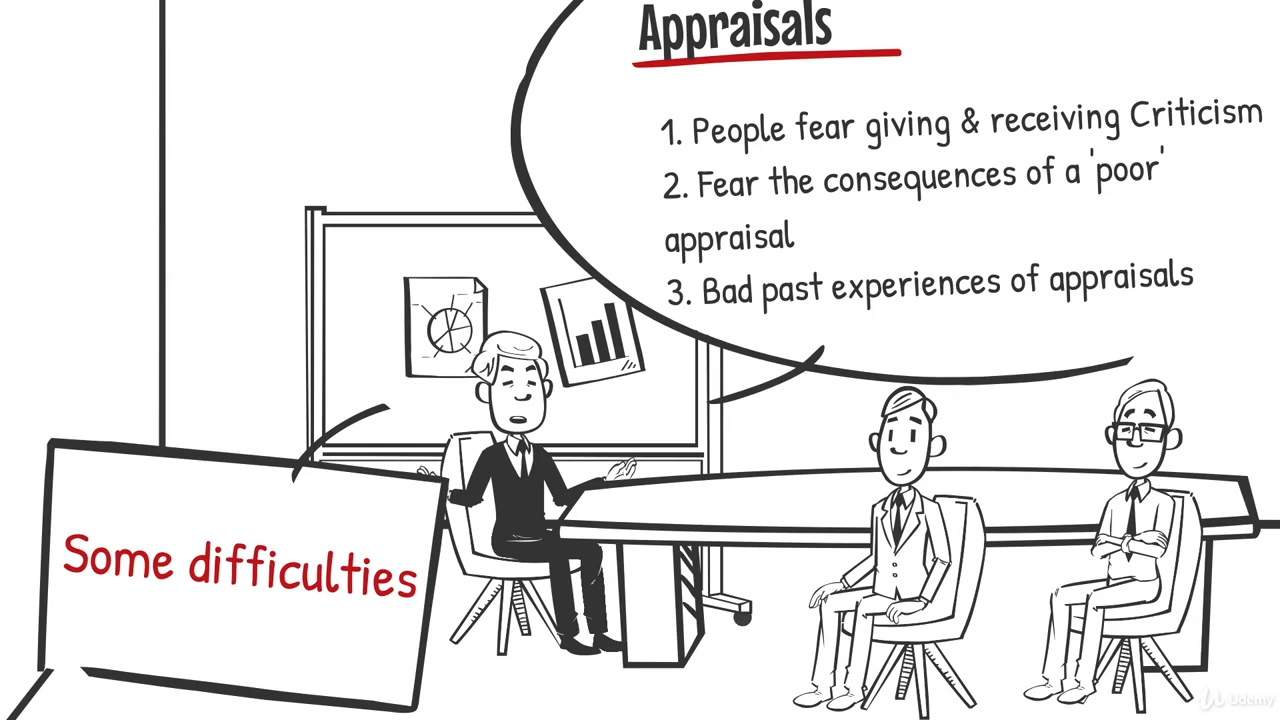 Appraisals
1. People fear giving & receiving Criticism
2. Fear the consequences of a 'poor'
appraisal
3. Bad past experiences of appraisals
Some difficulties
Udemy